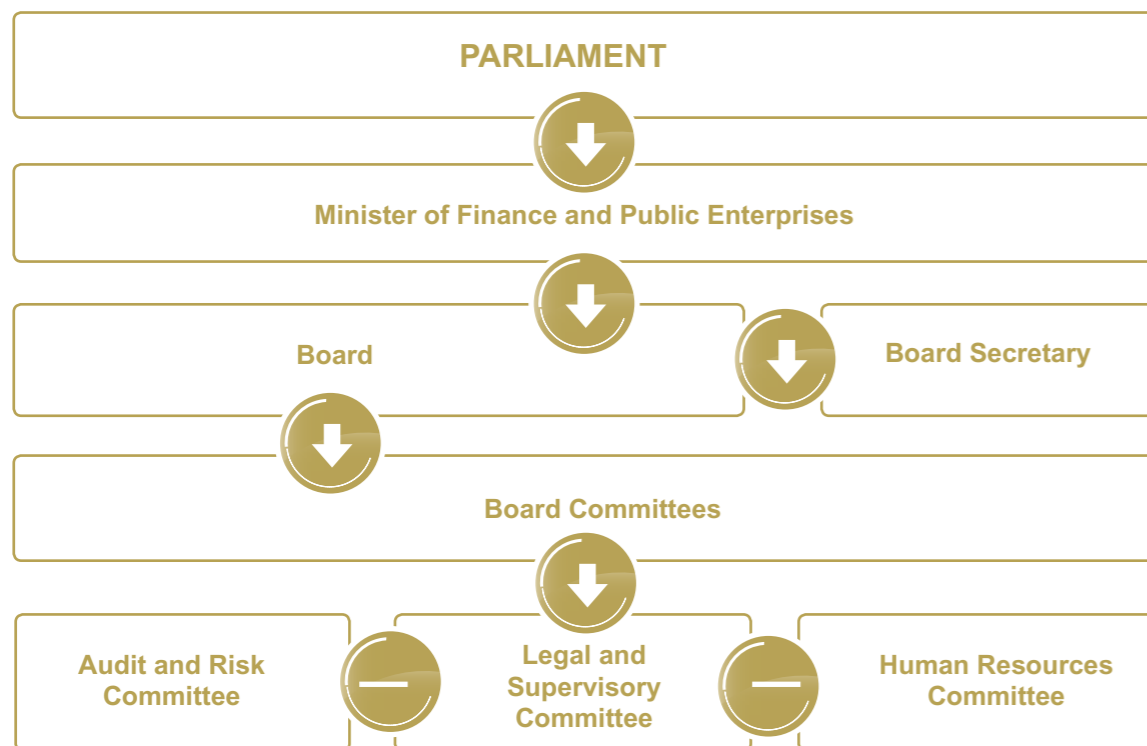 PARLIAMENT
Minister of Finance and Public Enterprises
Board
Board Secretary
Board Committees
Audit and Risk
Committee
Legal and
Supervisory
Committee
Human Resources
Committee